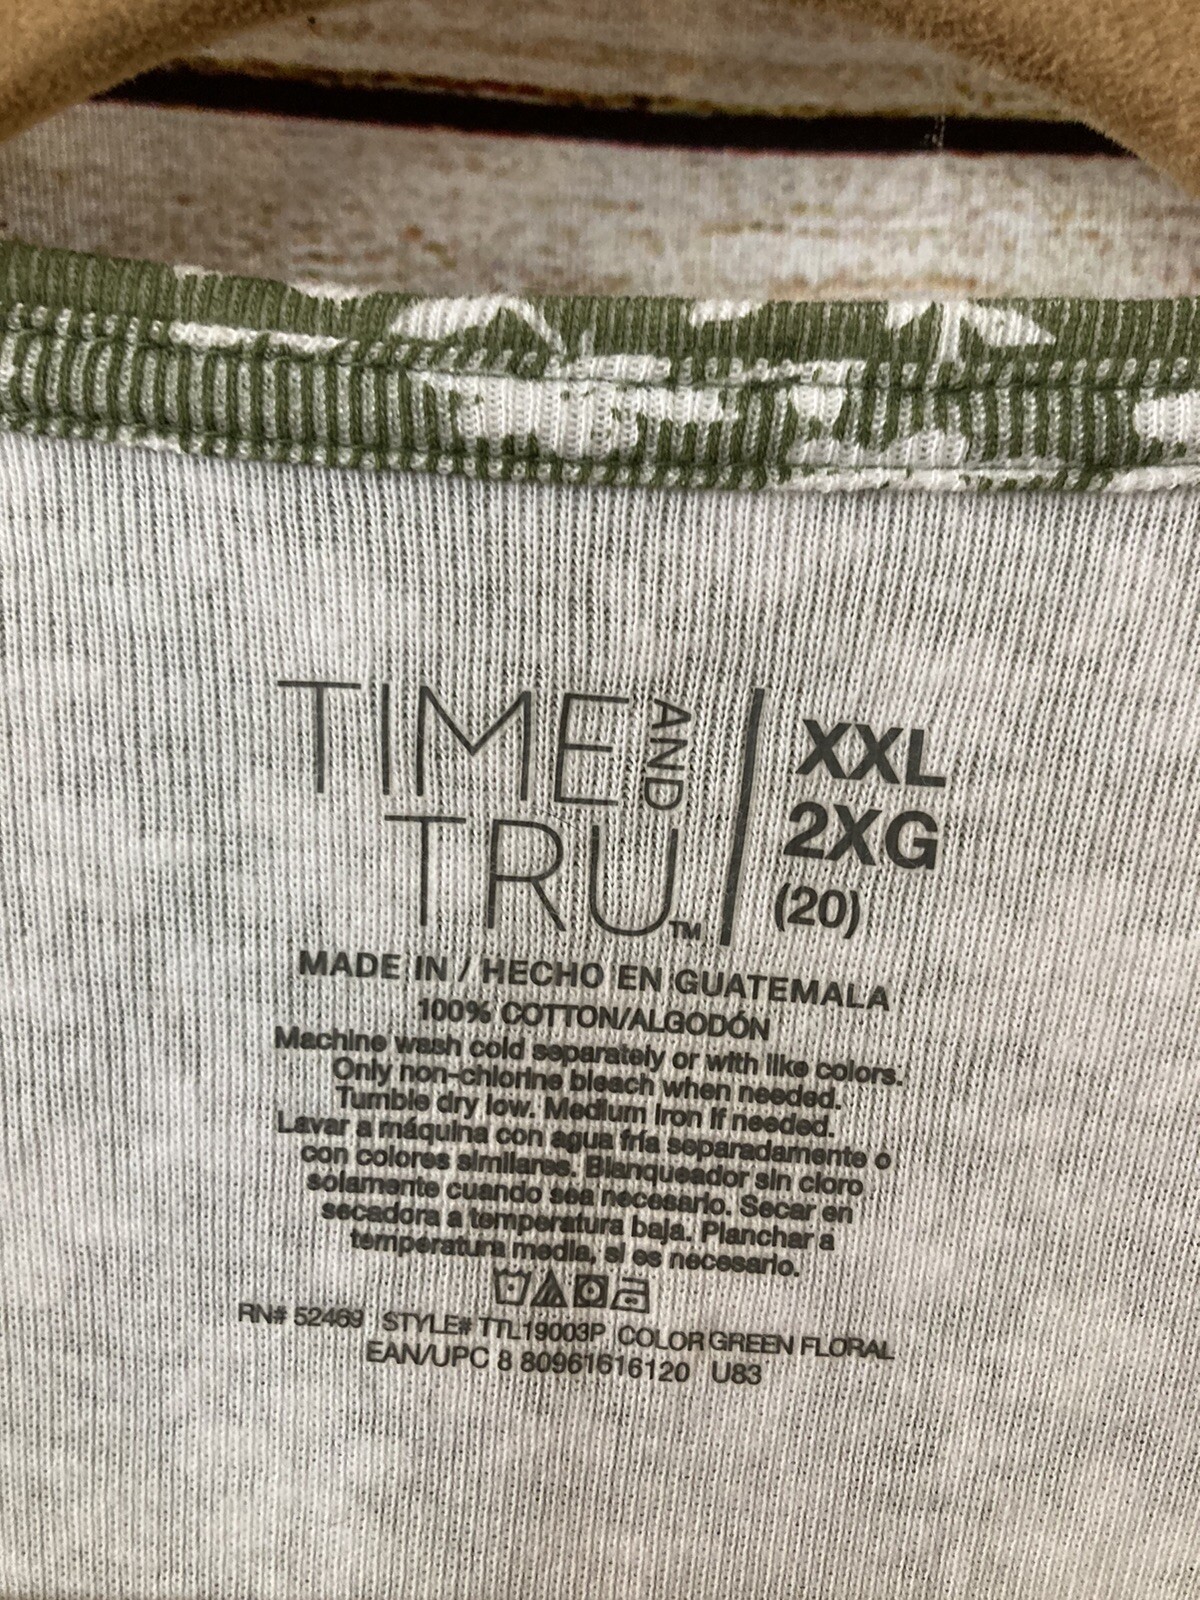 TIME AND
TRU™
XXL
2XG
(20)
MADE IN / HECHO EN GUATEMALA
100% COTTON/ALGODÓN
Machine wash cold separately or with like colors.
Only non-chlorine bleach when needed.
Tumble dry low. Medium Iron if needed.
Lavar a máquina con agua fría separadamente o
con colores similares. Blanqueador sin cloro
solamente cuando sea necesario. Secar en
secadora a temperatura baja. Planchar a
temperatura media, si es necesario.
RN# 52469 STYLE# TTL19003P COLOR GREEN FLORAL
EAN/UPC 8 80961616120 U83